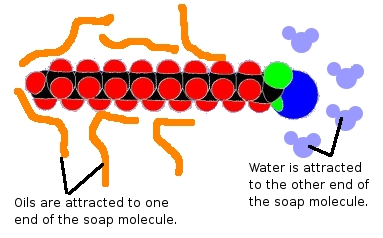 Oils are attracted to one
end of the soap molecule.
Water is attracted
to the other end of
the soap molecule.